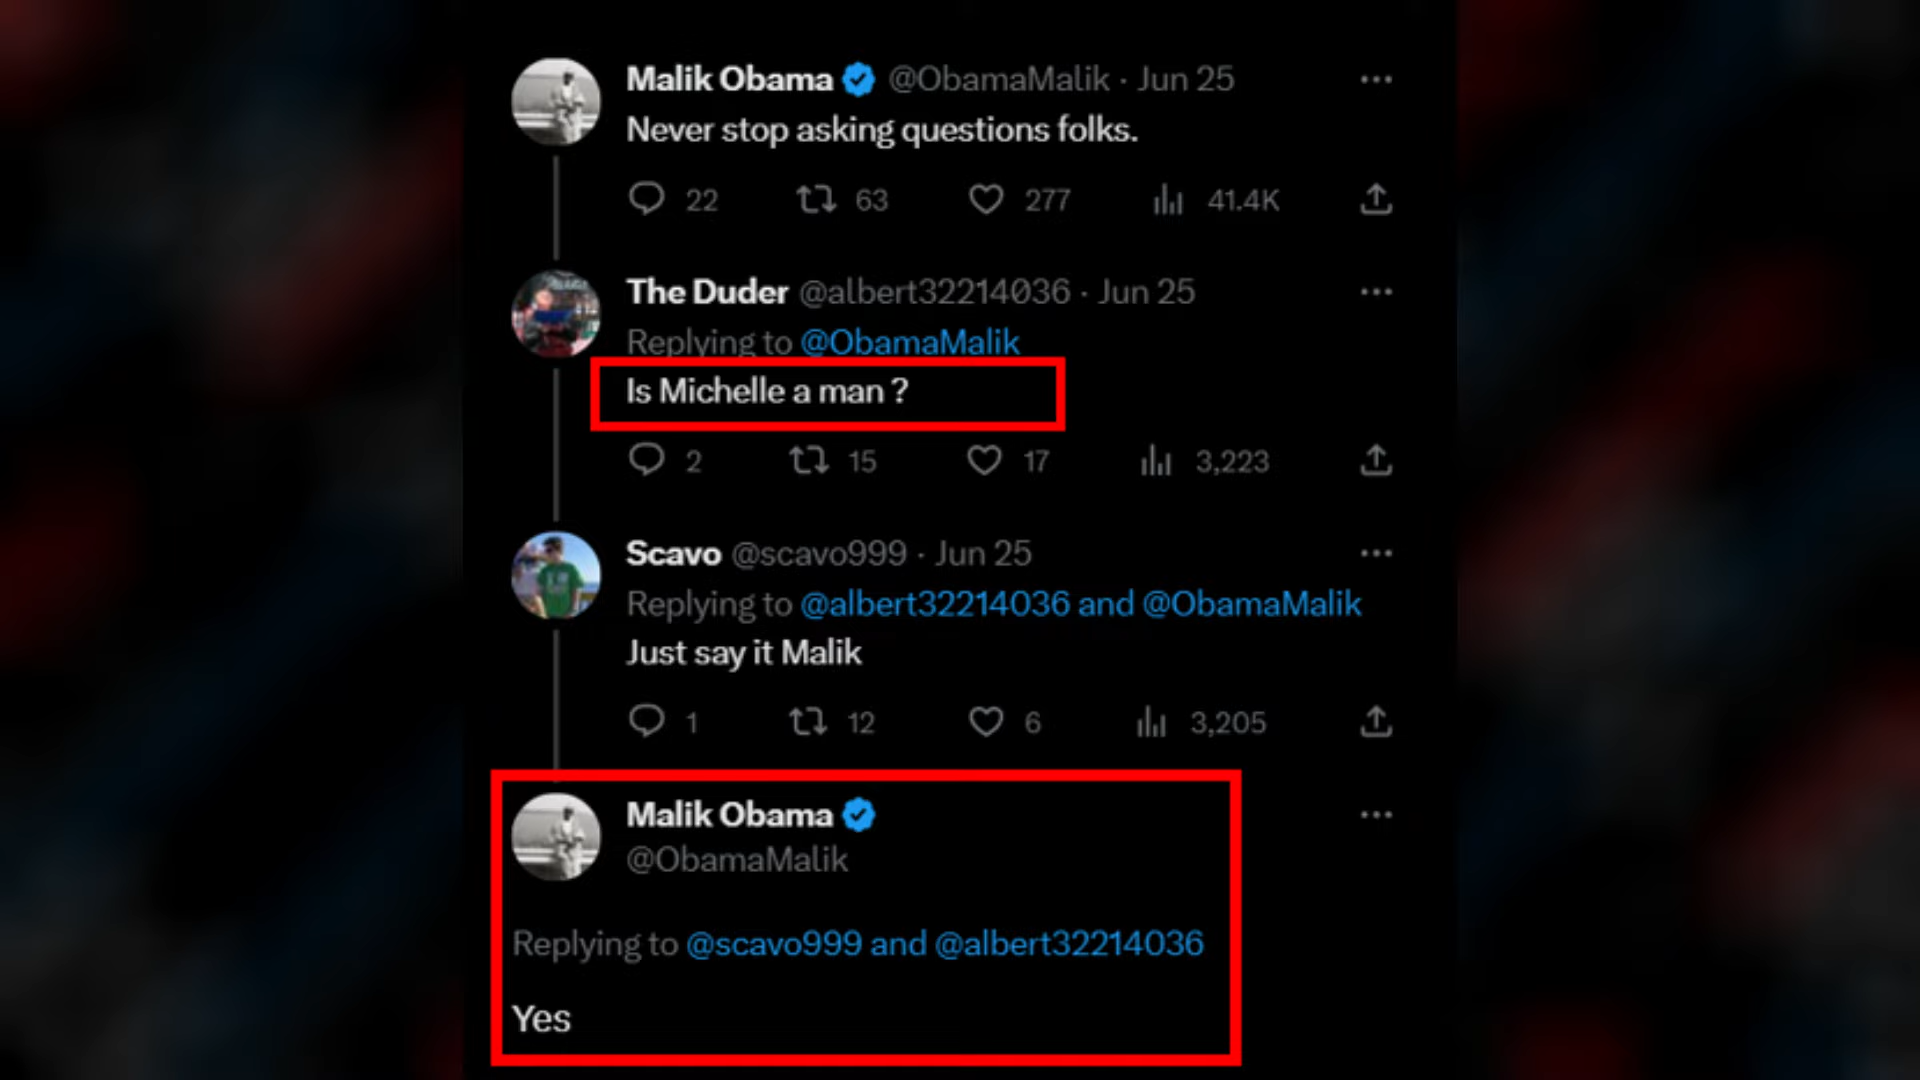 Malik Obama @ObamaMalik · Jun 25
Never stop asking questions folks.
22 63 277 41.4K
The Duder @albert32214036 · Jun 25
Replying to @ObamaMalik
Is Michelle a man ?
2 15 17 3,223
Scavo @scavo999 · Jun 25
Replying to @albert32214036 and @ObamaMalik
Just say it Malik
1 12 6 3,205
Malik Obama
@ObamaMalik
Replying to @scavo999 and @albert32214036
Yes